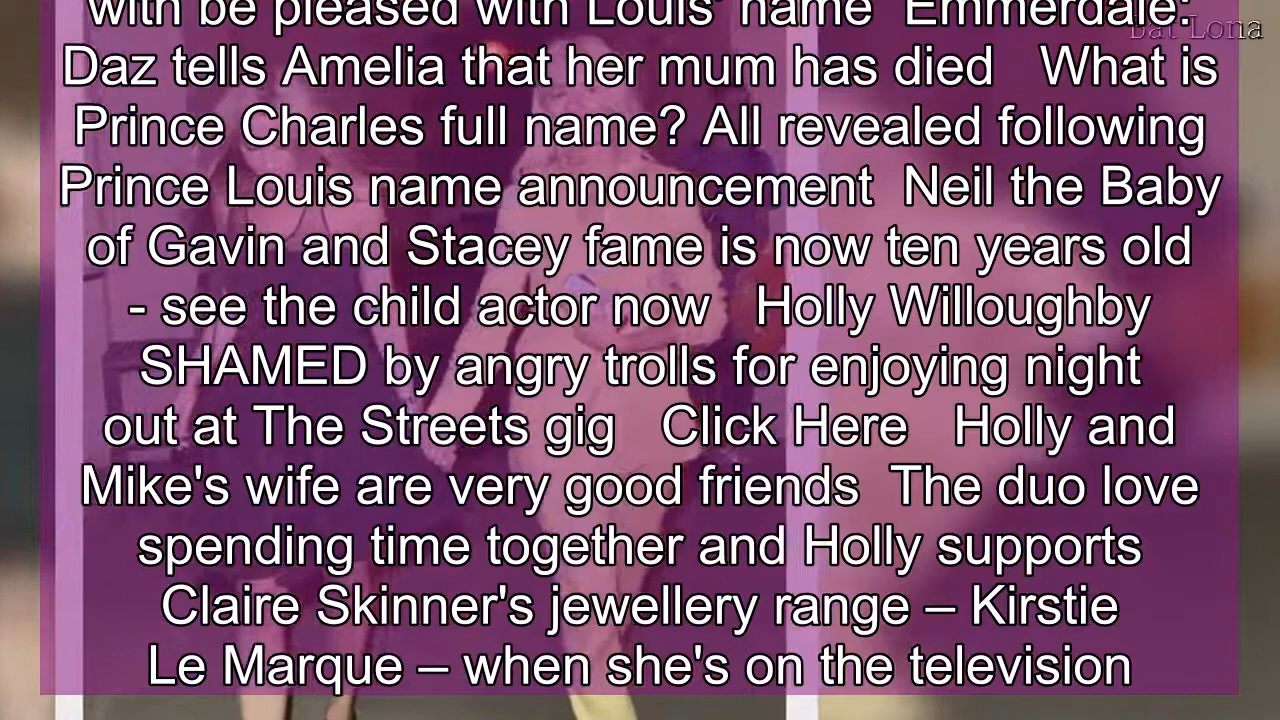 with be pleased with Louis' name Emmerdale:
Bat Lona
Daz tells Amelia that her mum has died What is
Prince Charles full name? All revealed following
Prince Louis name announcement Neil the Baby
of Gavin and Stacey fame is now ten years old
- see the child actor now Holly Willoughby
SHAMED by angry trolls for enjoying night
out at The Streets gig Click Here Holly and
Mike's wife are very good friends The duo love
spending time together and Holly supports
Claire Skinner's jewellery range – Kirstie
Le Marque – when she's on the television